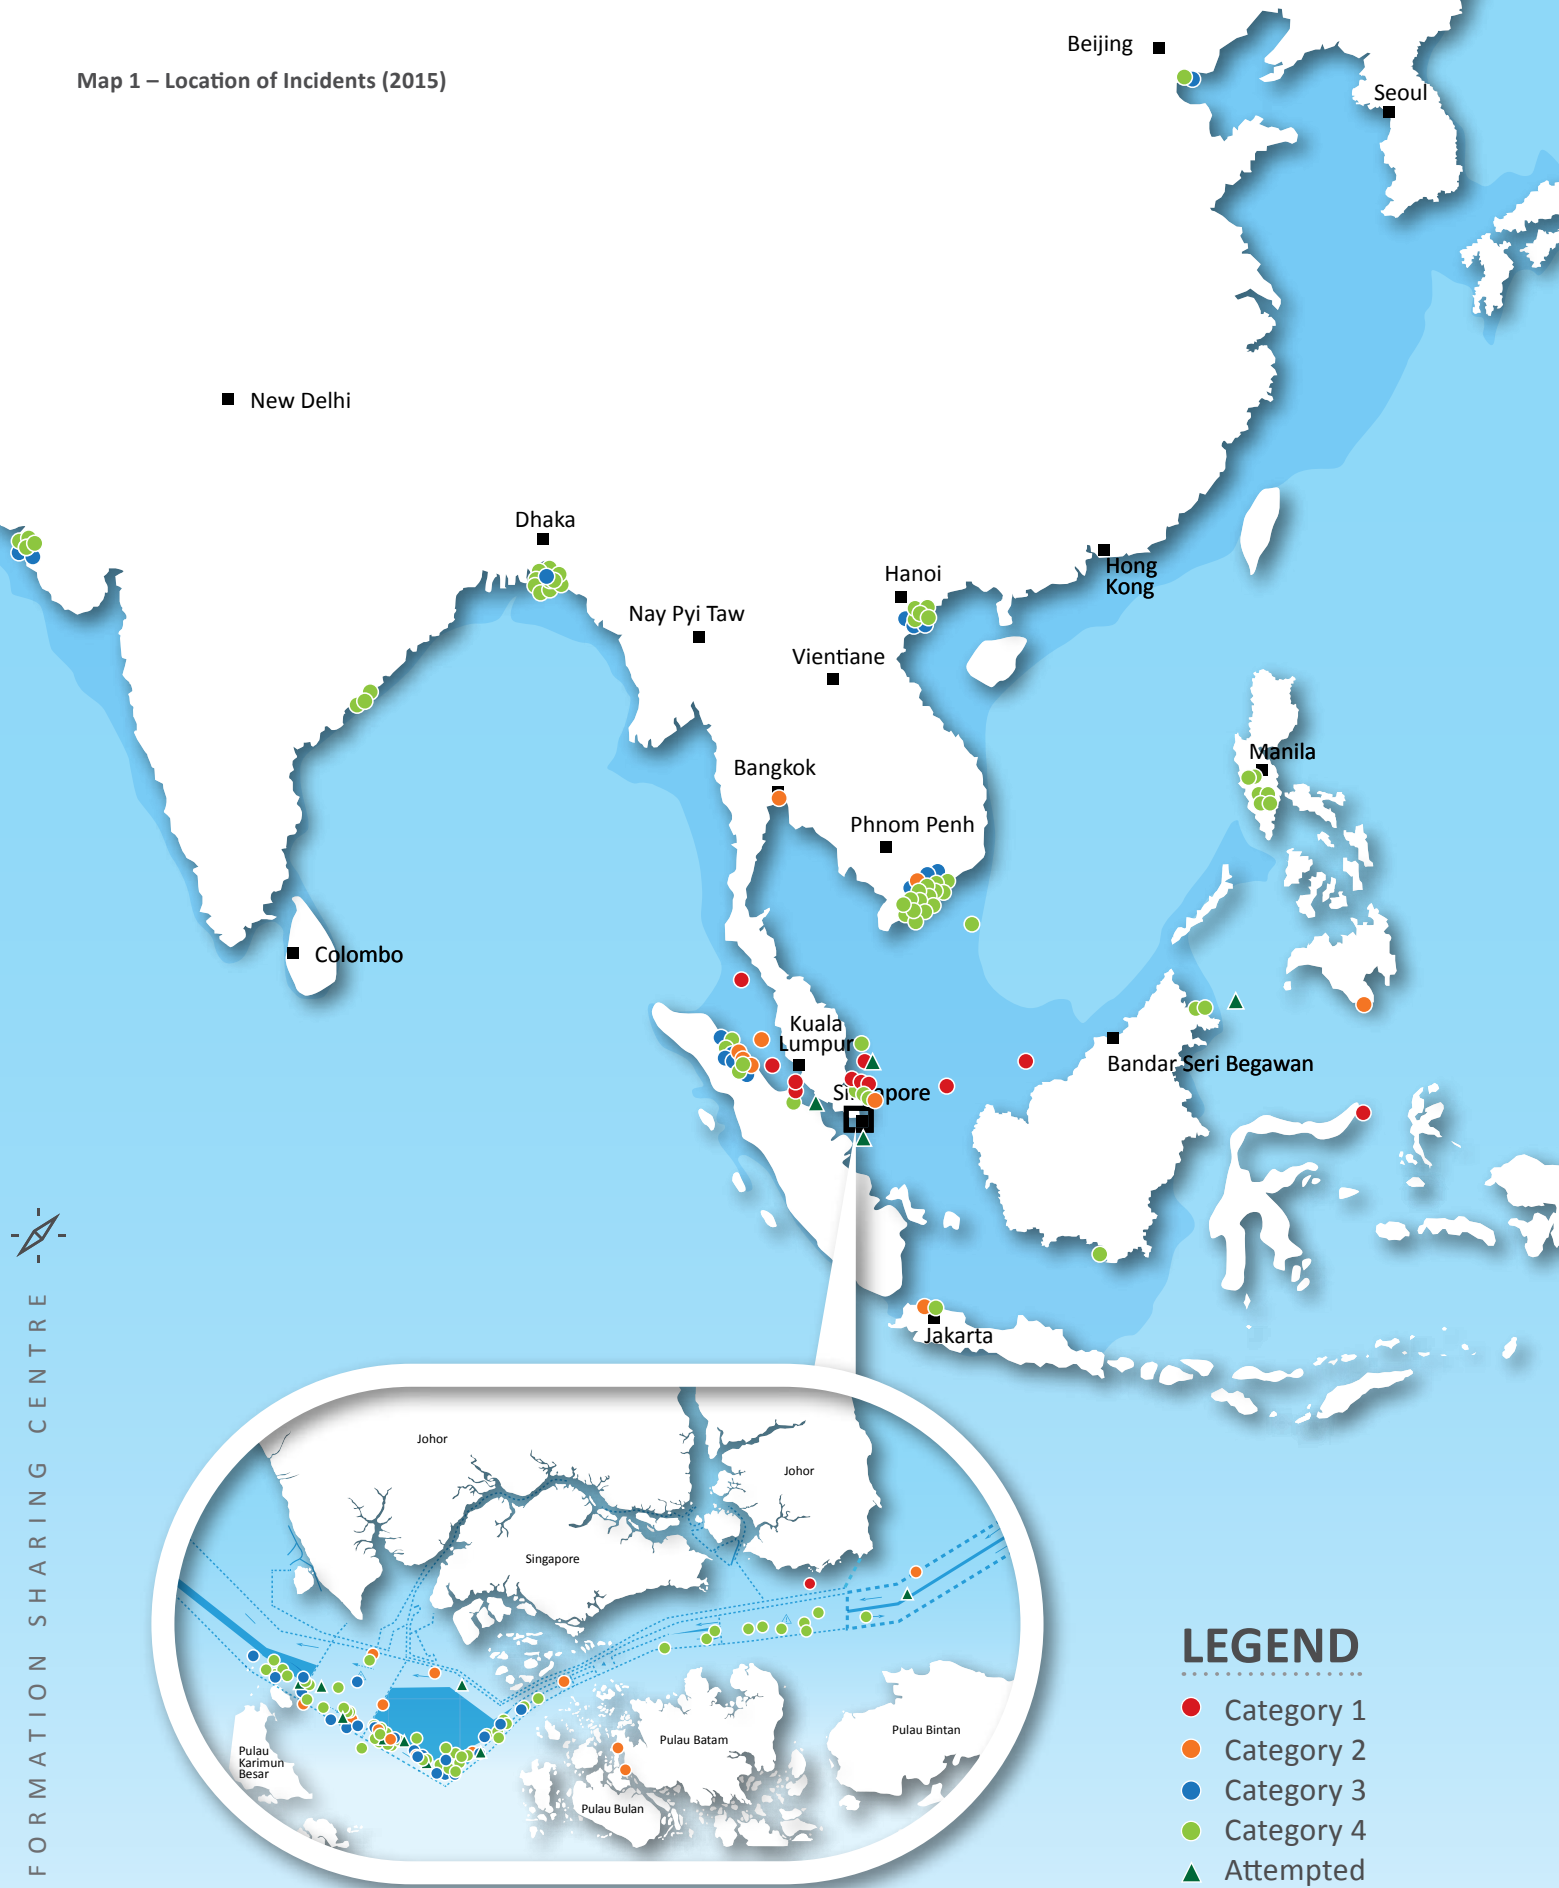 Map 1 – Location of Incidents (2015)
Beijing
Seoul
New Delhi
Dhaka
Hong
Kong
Hanoi
Nay Pyi Taw
Vientiane
Manila
Bangkok
Phnom Penh
Colombo
Kuala
Lumpur
Bandar Seri Begawan
Singapore
Jakarta
FORMATION SHARING CENTRE
Johor
Johor
Singapore
Pulau
Karimun
Besar
Pulau Batam
Pulau Bintan
Pulau Bulan
LEGEND
Category 1
Category 2
Category 3
Category 4
Attempted